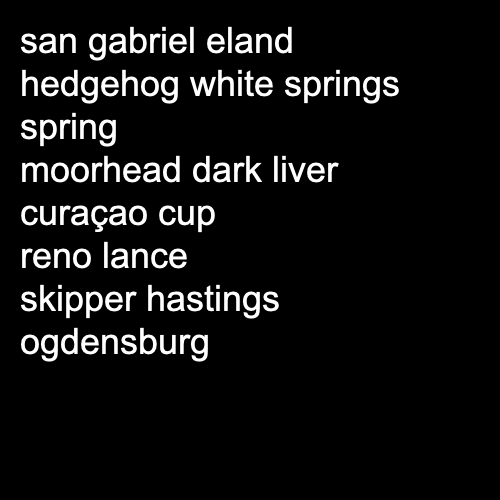 san gabriel eland
hedgehog white springs
spring
moorhead dark liver
curaçao cup
reno lance
skipper hastings
ogdensburg